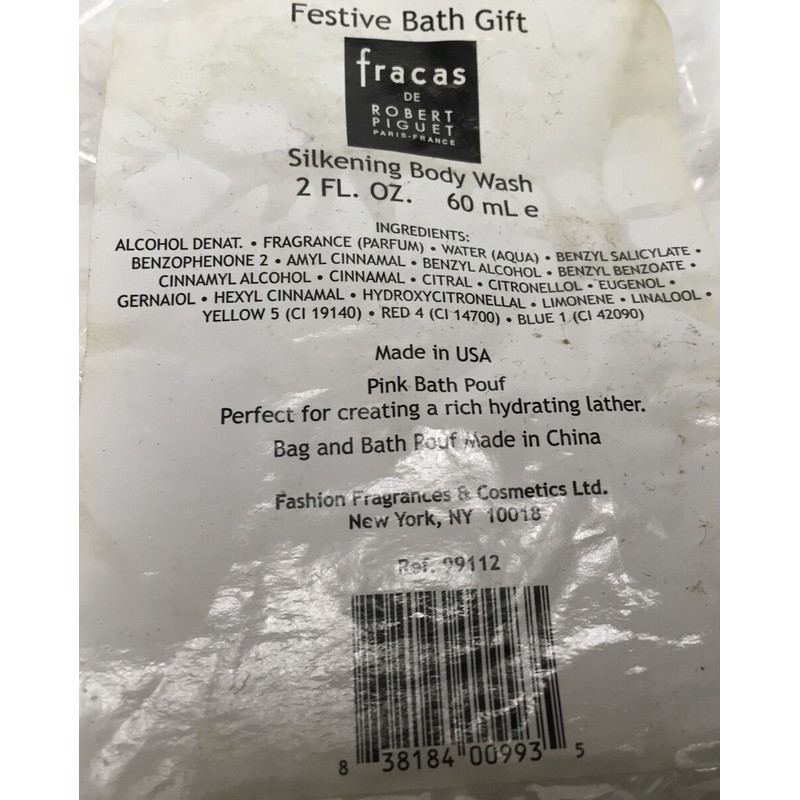 Festive Bath Gift
fracas
DE
ROBERT
PIGUET
PARIS-FRANCE
Silkening Body Wash
2 FL. OZ. 60 mL e
INGREDIENTS:
ALCOHOL DENAT. • FRAGRANCE (PARFUM) • WATER (AQUA) • BENZYL SALICYLATE •
BENZOPHENONE 2 • AMYL CINNAMAL • BENZYL ALCOHOL • BENZYL BENZOATE •
CINNAMYL ALCOHOL • CINNAMAL • CITRAL • CITRONELLOL • EUGENOL •
GERNAIOL • HEXYL CINNAMAL • HYDROXYCITRONELLAL • LIMONENE • LINALOOL •
YELLOW 5 (CI 19140) • RED 4 (CI 14700) • BLUE 1 (CI 42090)
Made in USA
Pink Bath Pouf
Perfect for creating a rich hydrating lather.
Bag and Bath Pouf Made in China
Fashion Fragrances & Cosmetics Ltd.
New York, NY 10018
Ref. 99112
8 38184 00993 5